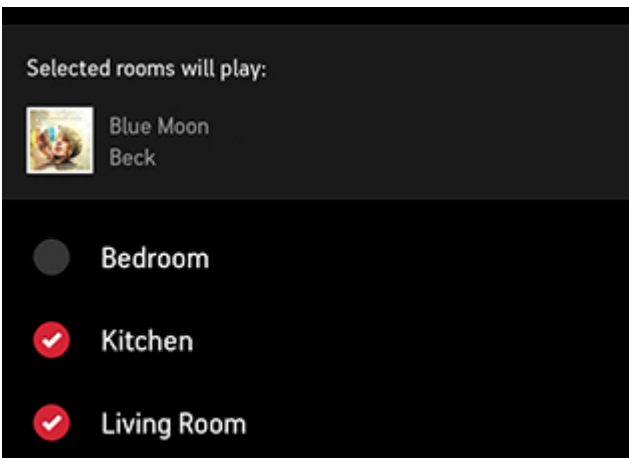 Selected rooms will play:
Blue Moon
Beck
Bedroom
Kitchen
Living Room